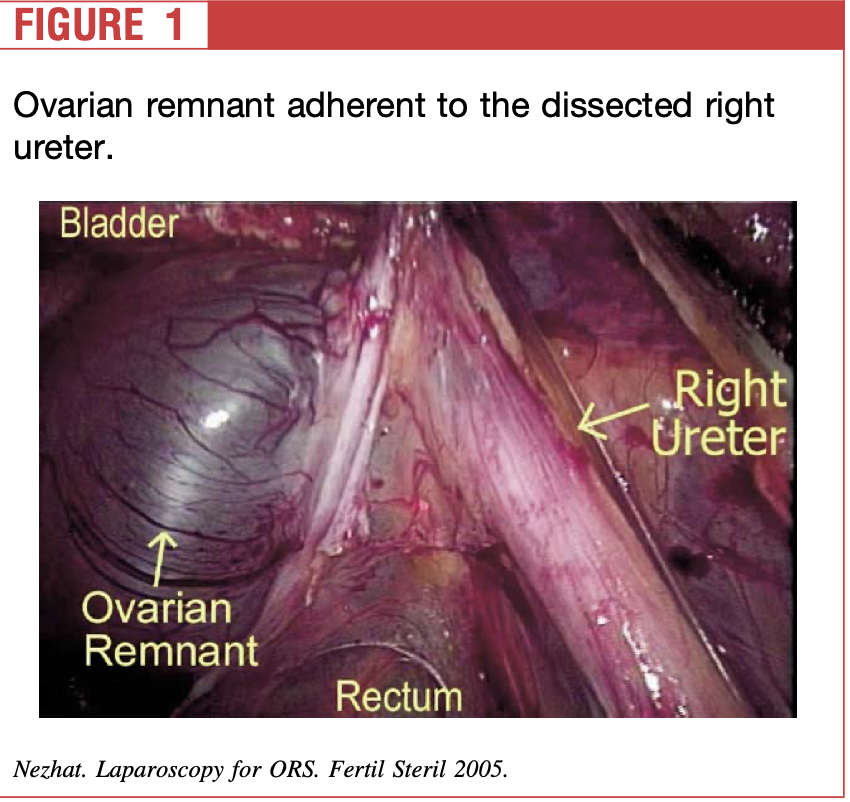 FIGURE 1
Ovarian remnant adherent to the dissected right
ureter.
Bladder
Right
Ureter
Ovarian
Remnant
Rectum
Nezhat. Laparoscopy for ORS. Fertil Steril 2005.